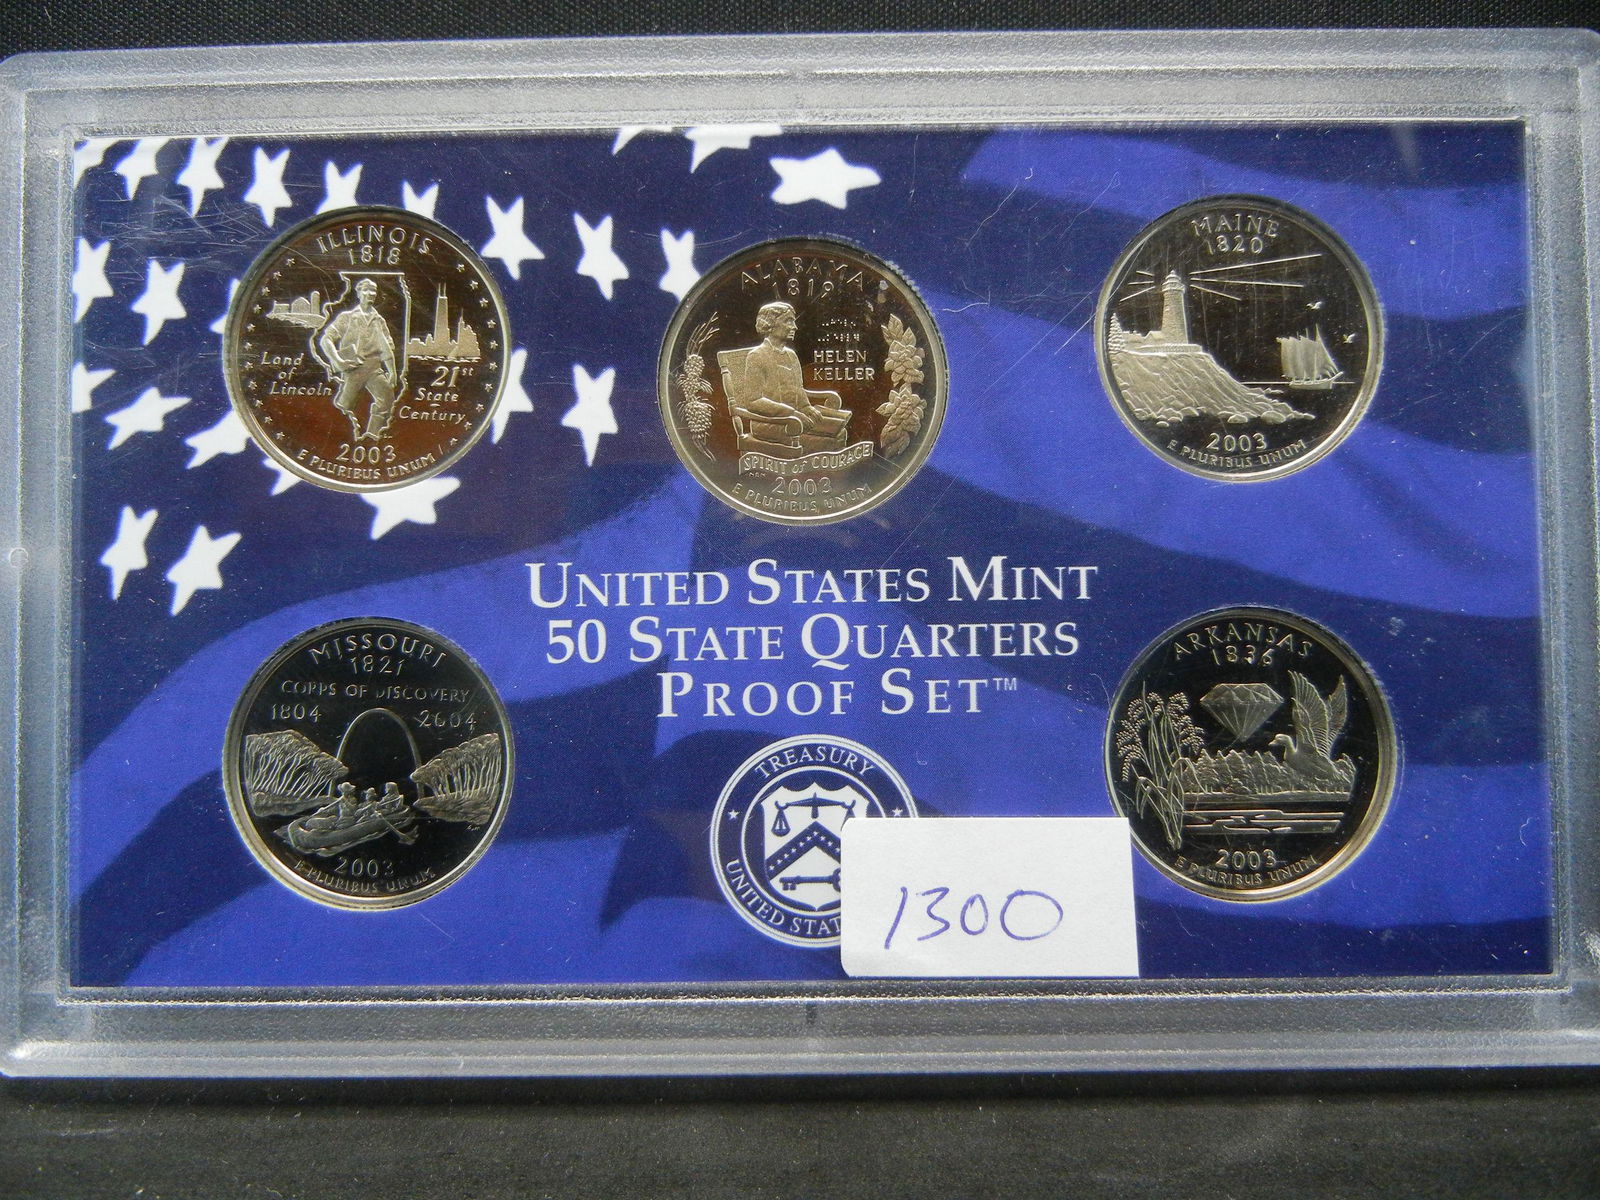 ILLINOIS
1818
Land
of
Lincoln
21st
State
Century
2003
E PLURIBUS UNUM
ALABAMA
1819
HELEN
KELLER
SPIRIT of COURAGE
2003
E PLURIBUS UNUM
MAINE
1820
2003
E PLURIBUS UNUM
UNITED STATES MINT
50 STATE QUARTERS
PROOF SET™
MISSOURI
1821
CORPS OF DISCOVERY
1804 2004
2003
E PLURIBUS UNUM
ARKANSAS
1836
2003
E PLURIBUS UNUM
TREASURY
UNITED STAT
1300